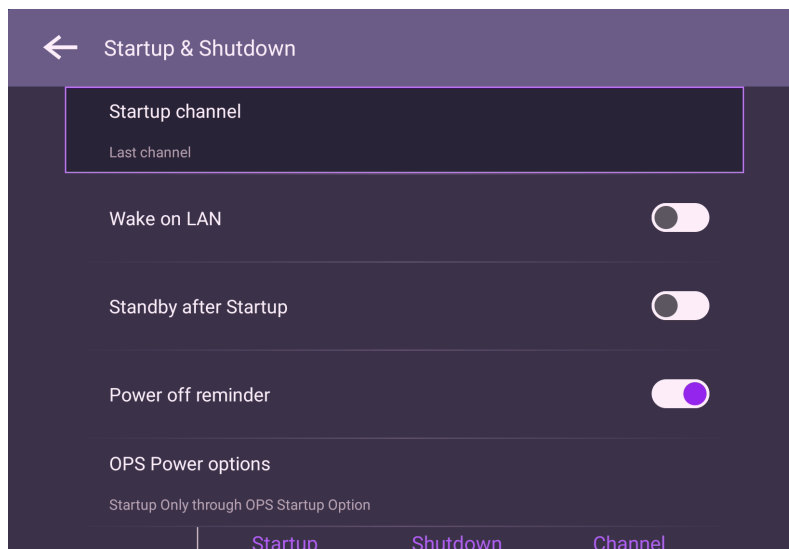 Startup & Shutdown
Startup channel
Last channel
Wake on LAN
Standby after Startup
Power off reminder
OPS Power options
Startup Only through OPS Startup Option
Startup Shutdown Channel